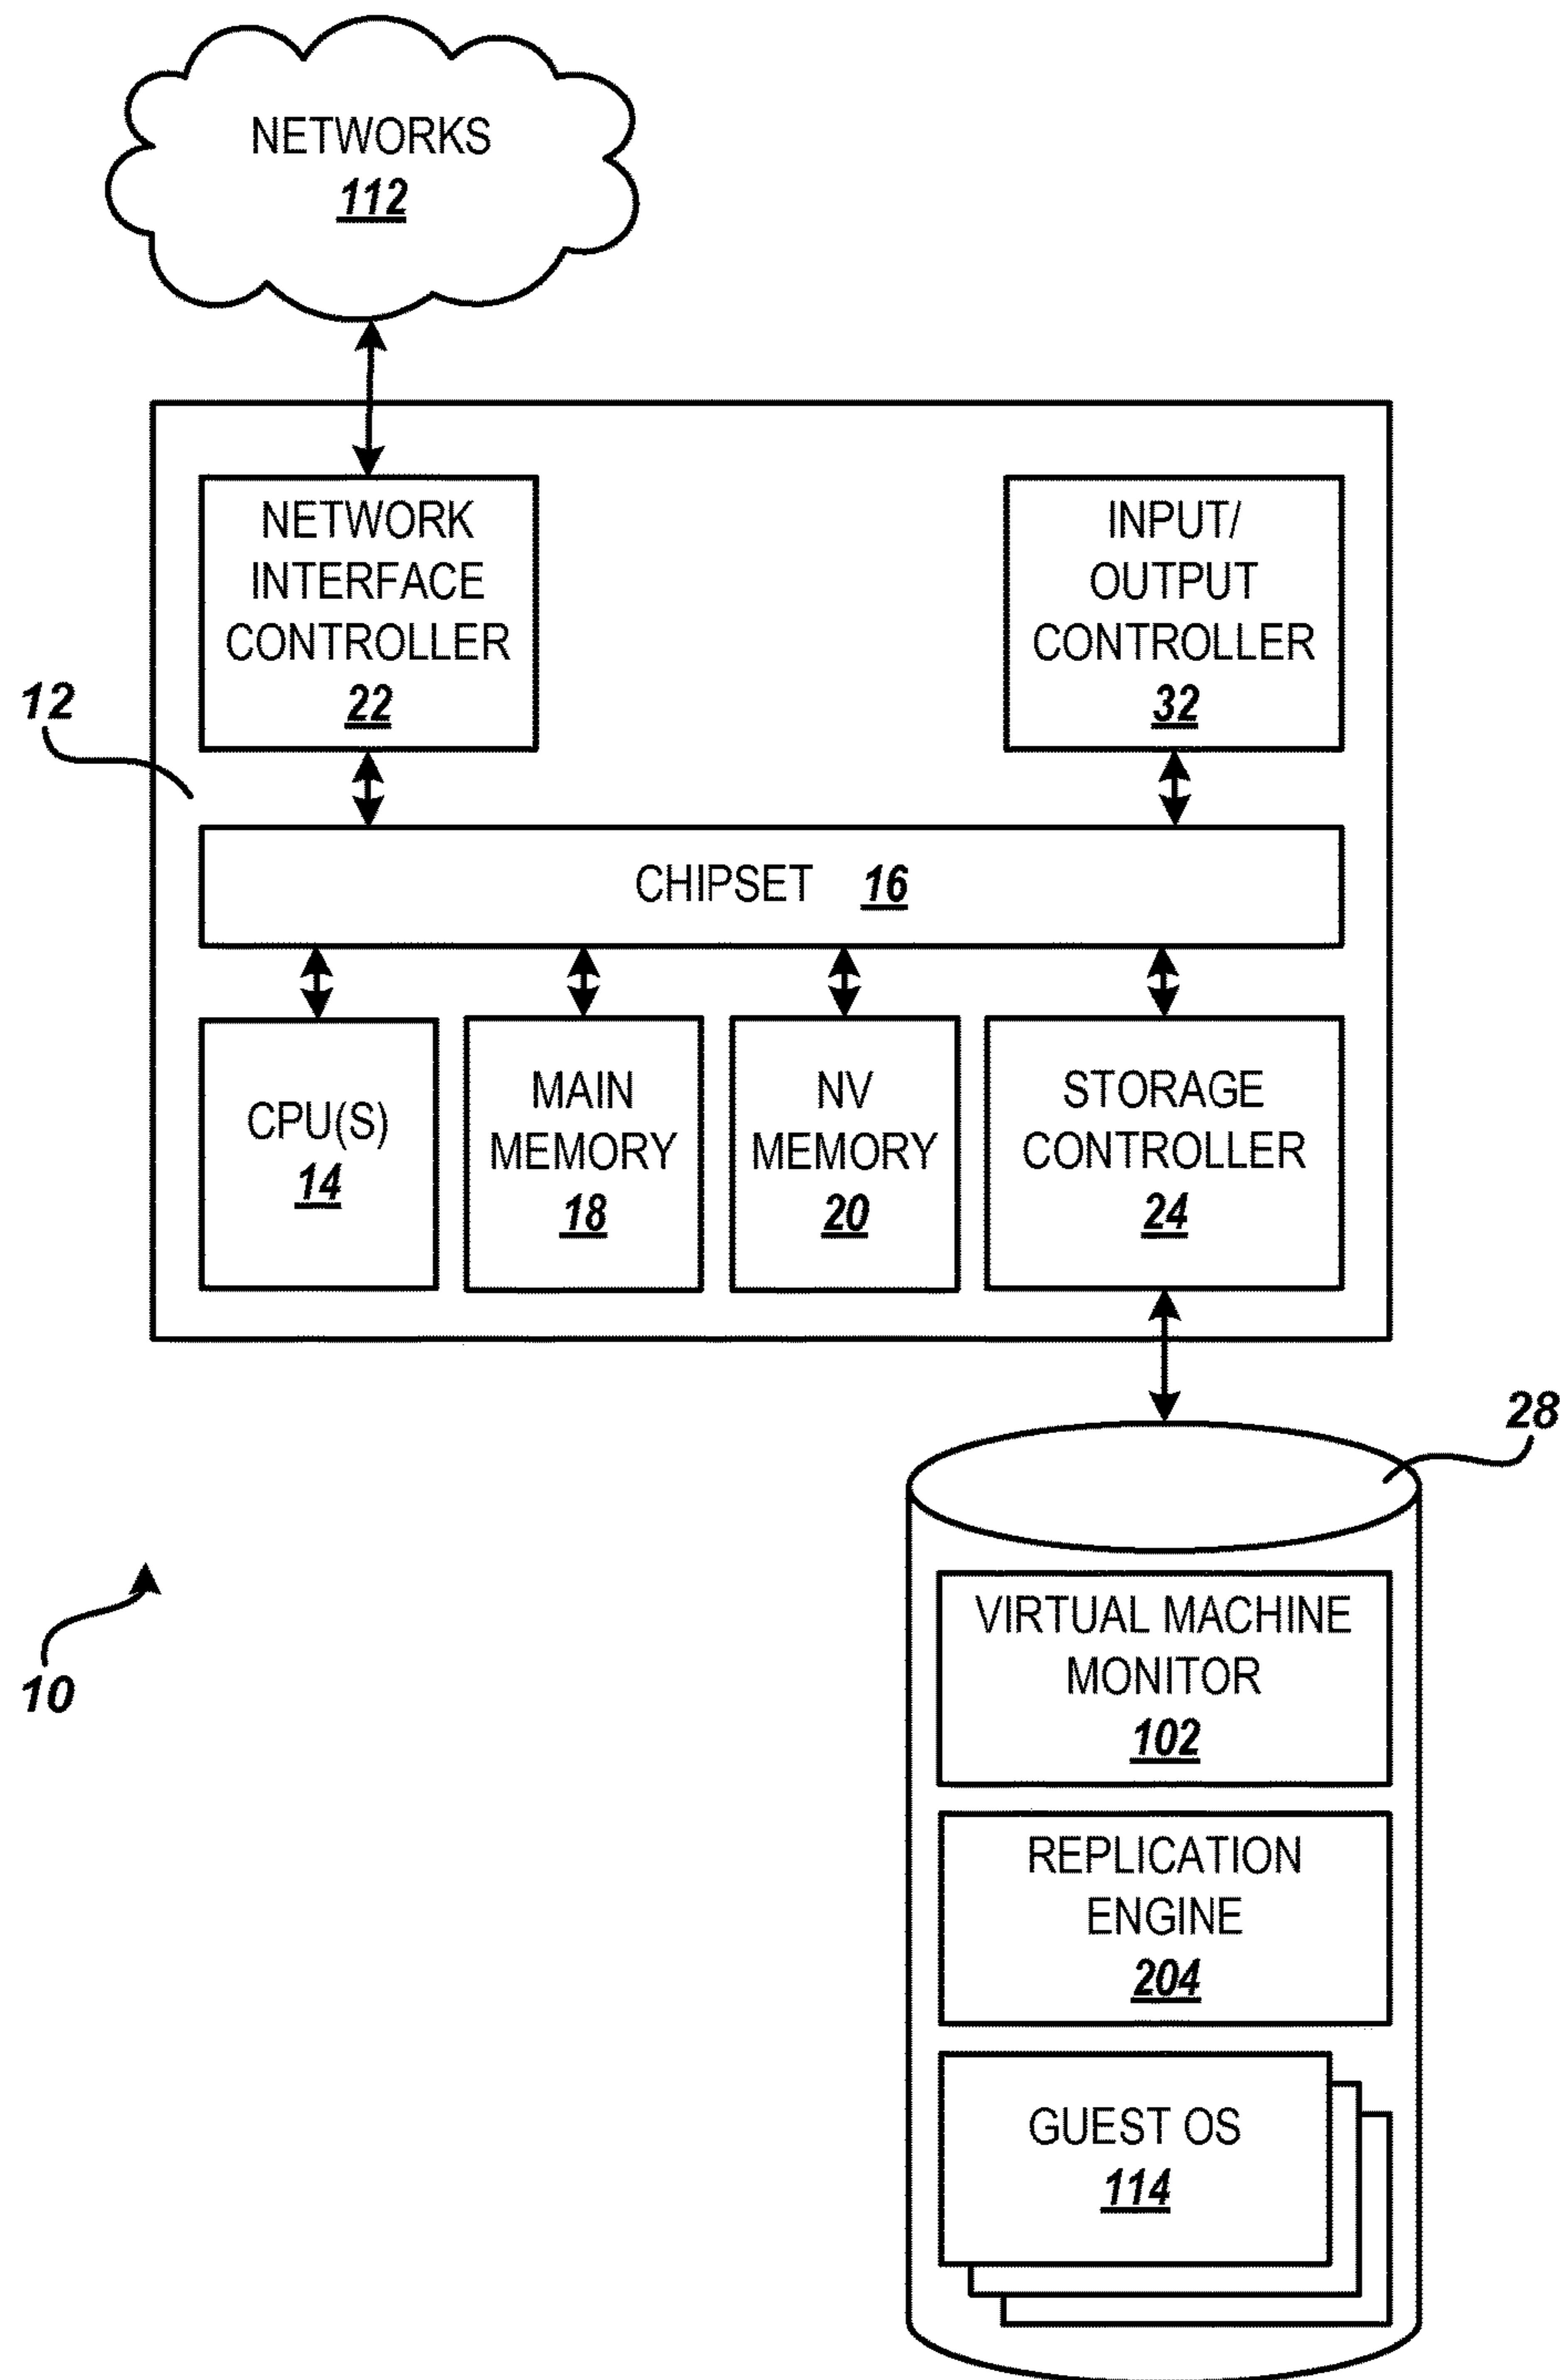 NETWORKS
112
NETWORK
INTERFACE
CONTROLLER
22
INPUT/
OUTPUT
CONTROLLER
32
12
CHIPSET 16
CPU(S)
14
MAIN
MEMORY
18
NV
MEMORY
20
STORAGE
CONTROLLER
24
28
VIRTUAL MACHINE
MONITOR
102
10
REPLICATION
ENGINE
204
GUEST OS
114